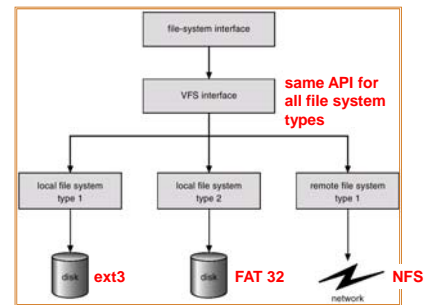 file-system interface
VFS interface
same API for
all file system
types
local file system
type 1
local file system
type 2
remote file system
type 1
disk
ext3
disk
FAT 32
NFS
network